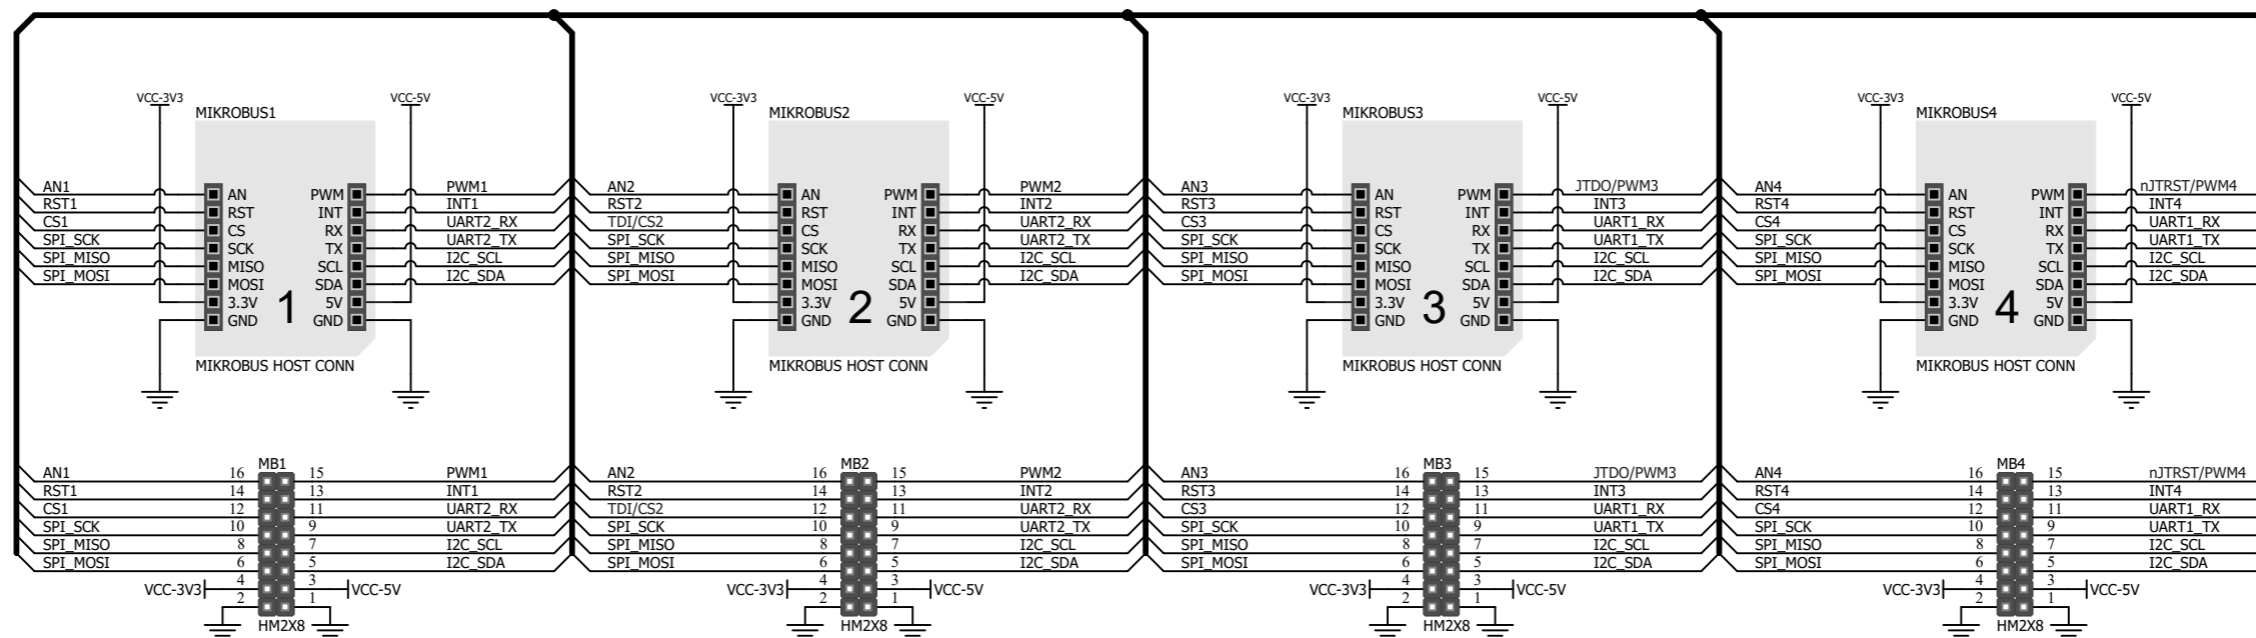 VCC-3V3 VCC-5V VCC-3V3 VCC-5V VCC-3V3 VCC-5V VCC-3V3 VCC-5V
MIKROBUS1 MIKROBUS2 MIKROBUS3 MIKROBUS4
AN1 AN PWM PWM1 AN2 AN PWM PWM2 AN3 AN PWM JTDO/PWM3 AN4 AN PWM nJTRST/PWM4
RST1 RST INT INT1 RST2 RST INT INT2 RST3 RST INT INT3 RST4 RST INT INT4
CS1 CS RX UART2_RX TDI/CS2 CS RX UART2_RX CS3 CS RX UART1_RX CS4 CS RX UART1_RX
SPI_SCK SCK TX UART2_TX SPI_SCK SCK TX UART2_TX SPI_SCK SCK TX UART1_TX SPI_SCK SCK TX UART1_TX
SPI_MISO MISO SCL I2C_SCL SPI_MISO MISO SCL I2C_SCL SPI_MISO MISO SCL I2C_SCL SPI_MISO MISO SCL I2C_SCL
SPI_MOSI MOSI SDA I2C_SDA SPI_MOSI MOSI SDA I2C_SDA SPI_MOSI MOSI SDA I2C_SDA SPI_MOSI MOSI SDA I2C_SDA
3.3V 1 5V 3.3V 2 5V 3.3V 3 5V 3.3V 4 5V
GND GND GND GND GND GND GND GND
MIKROBUS HOST CONN MIKROBUS HOST CONN MIKROBUS HOST CONN MIKROBUS HOST CONN
MB1 MB2 MB3 MB4
AN1 16 15 PWM1 AN2 16 15 PWM2 AN3 16 15 JTDO/PWM3 AN4 16 15 nJTRST/PWM4
RST1 14 13 INT1 RST2 14 13 INT2 RST3 14 13 INT3 RST4 14 13 INT4
CS1 12 11 UART2_RX TDI/CS2 12 11 UART2_RX CS3 12 11 UART1_RX CS4 12 11 UART1_RX
SPI_SCK 10 9 UART2_TX SPI_SCK 10 9 UART2_TX SPI_SCK 10 9 UART1_TX SPI_SCK 10 9 UART1_TX
SPI_MISO 8 7 I2C_SCL SPI_MISO 8 7 I2C_SCL SPI_MISO 8 7 I2C_SCL SPI_MISO 8 7 I2C_SCL
SPI_MOSI 6 5 I2C_SDA SPI_MOSI 6 5 I2C_SDA SPI_MOSI 6 5 I2C_SDA SPI_MOSI 6 5 I2C_SDA
VCC-3V3 4 3 VCC-5V VCC-3V3 4 3 VCC-5V VCC-3V3 4 3 VCC-5V VCC-3V3 4 3 VCC-5V
2 1 2 1 2 1 2 1
HM2X8 HM2X8 HM2X8 HM2X8